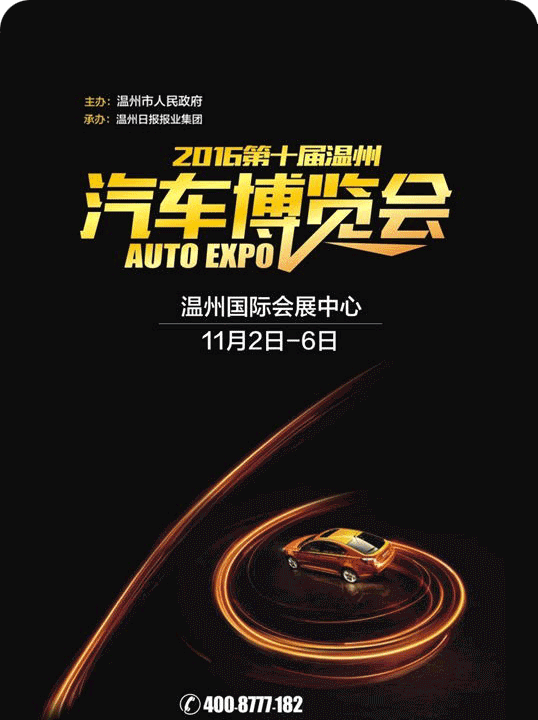 主办：温州市人民政府
承办：温州日报报业集团
2016第十届温州
汽车博览会
AUTO EXPO
温州国际会展中心
11月2日-6日
400-8777-182